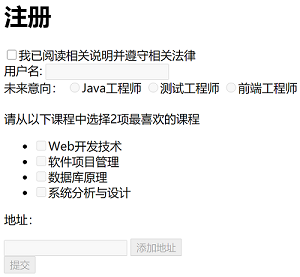 注册
我已阅读相关说明并遵守相关法律
用户名:
未来意向： Java工程师 测试工程师 前端工程师
请从以下课程中选择2项最喜欢的课程
Web开发技术
软件项目管理
数据库原理
系统分析与设计
地址：
添加地址
提交